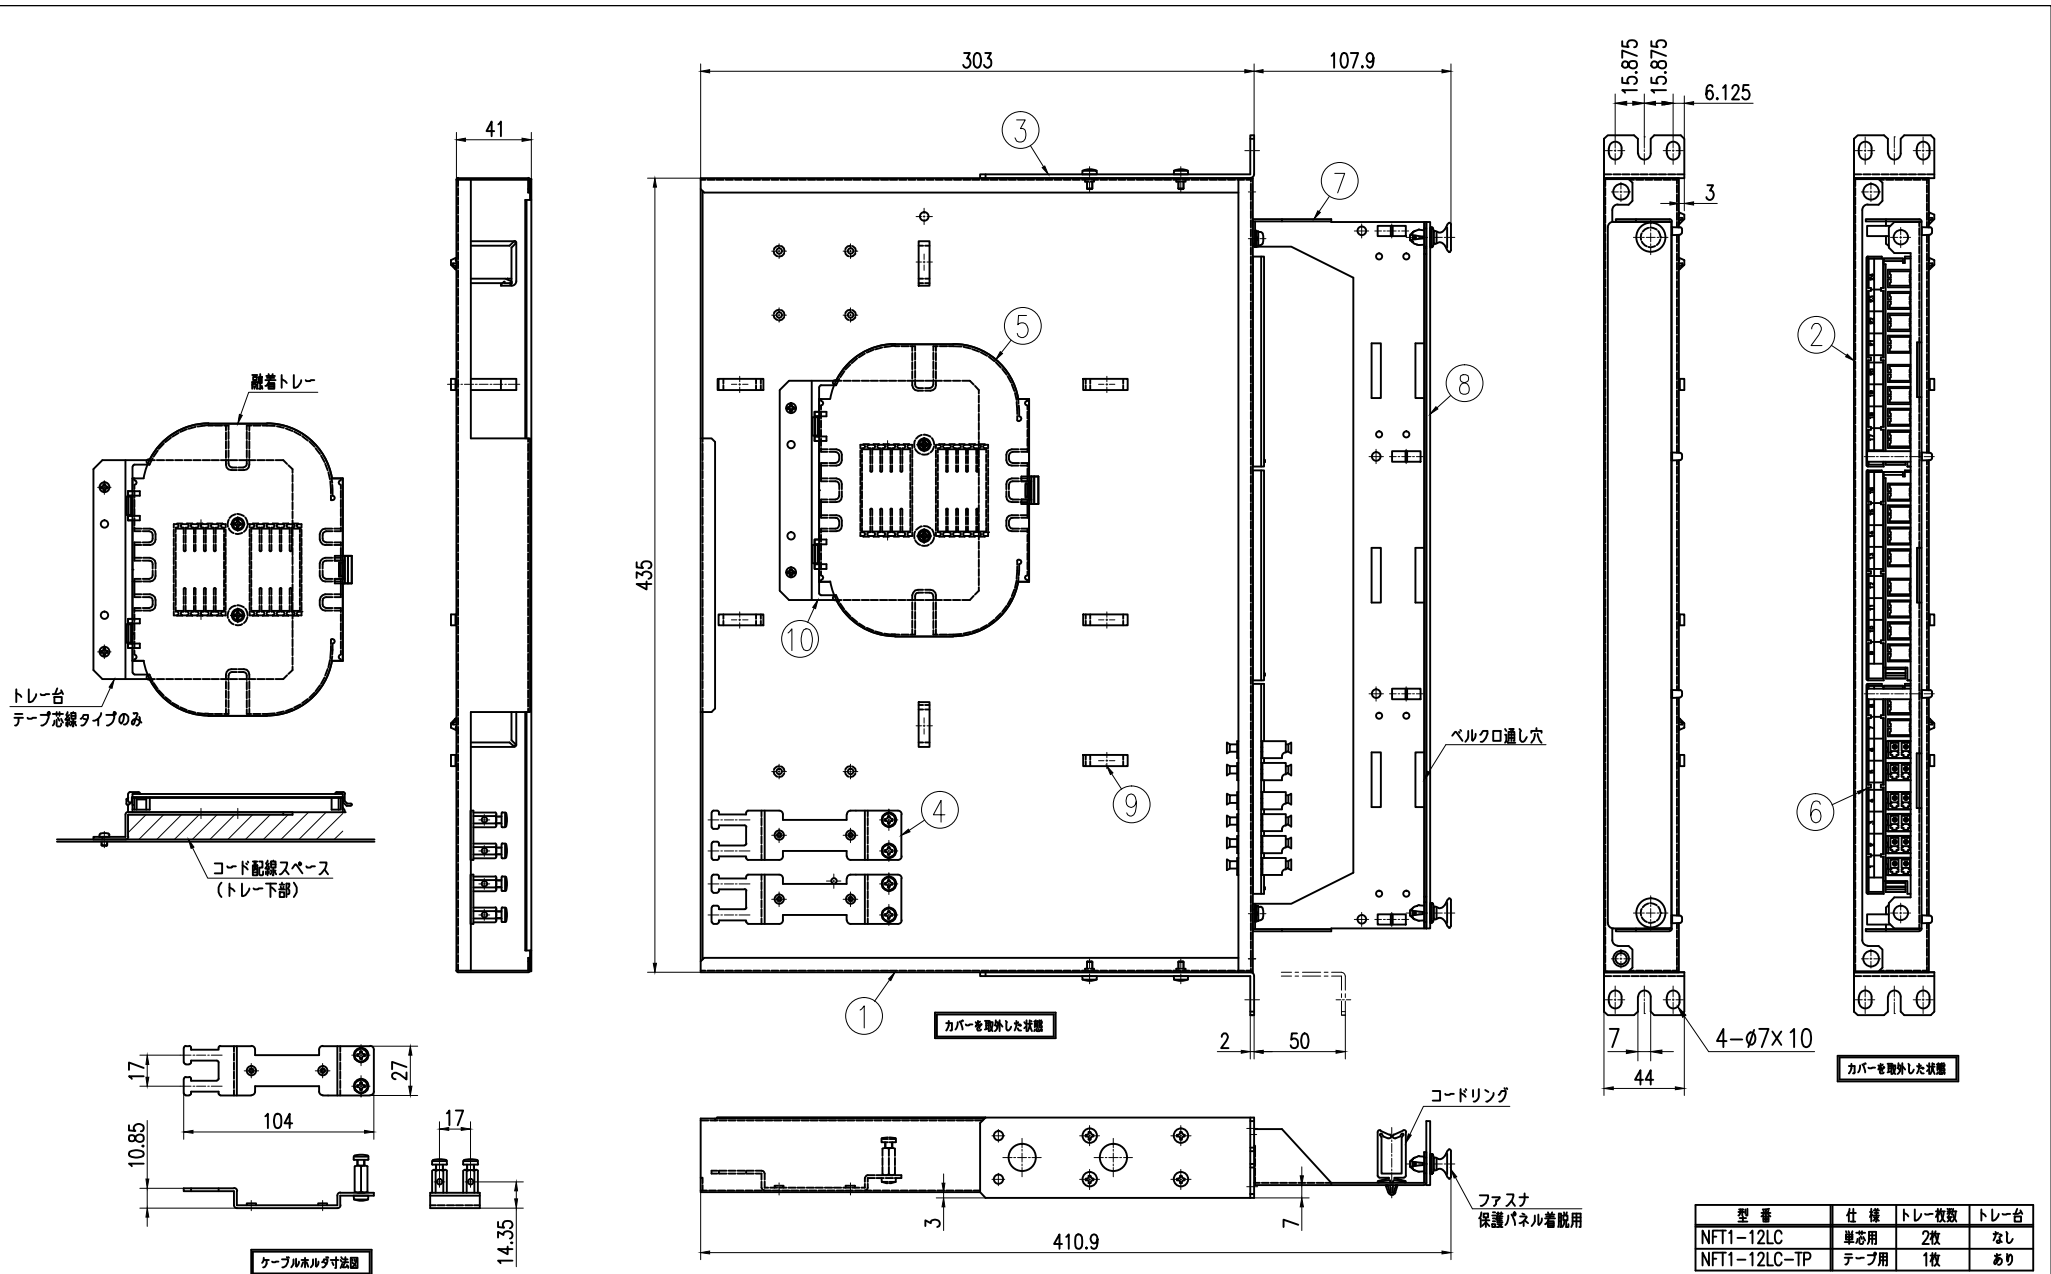 303
107.9
15.875
15.875
6.125
41
③
⑦
3
⑤
②
融着トレー
⑧
435
⑩
トレー台
テープ芯線タイプのみ
ベルクロ通し穴
⑨
④
⑥
コード配線スペース
(トレー下部)
①
カバーを取外した状態
2
50
7
4-φ7×10
44
カバーを取外した状態
17
27
104
10.85
17
14.35
ケーブルホルダ寸法図
コードリング
3
7
ファスナ
保護パネル着脱用
410.9
型 番 仕 様 トレー枚数 トレー台
NFT1-12LC 単芯用 2枚 なし
NFT1-12LC-TP テープ用 1枚 あり